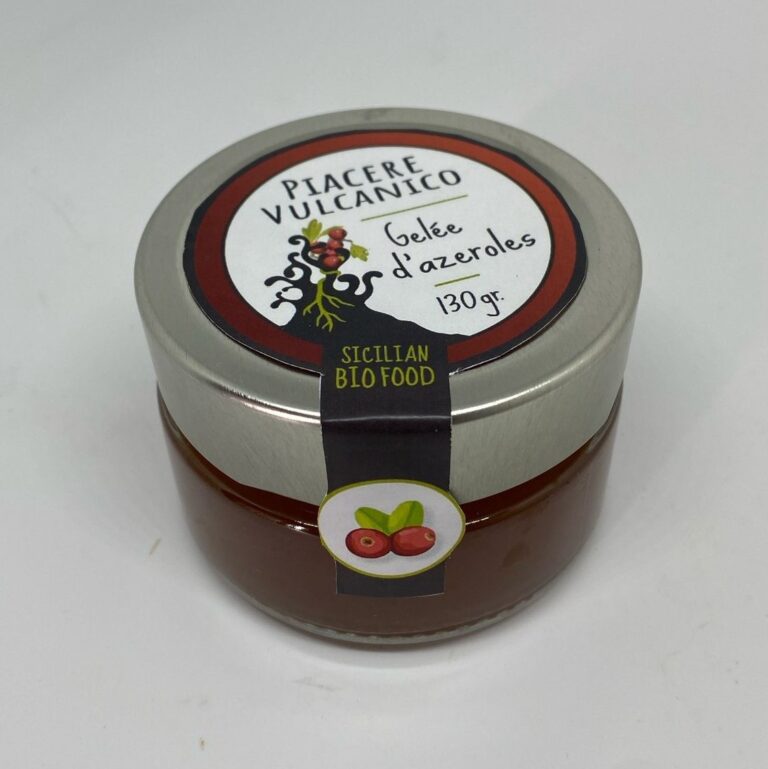 PIACERE
VULCANICO
Gelée
d'azeroles
130 gr.
SICILIAN
BIO FOOD